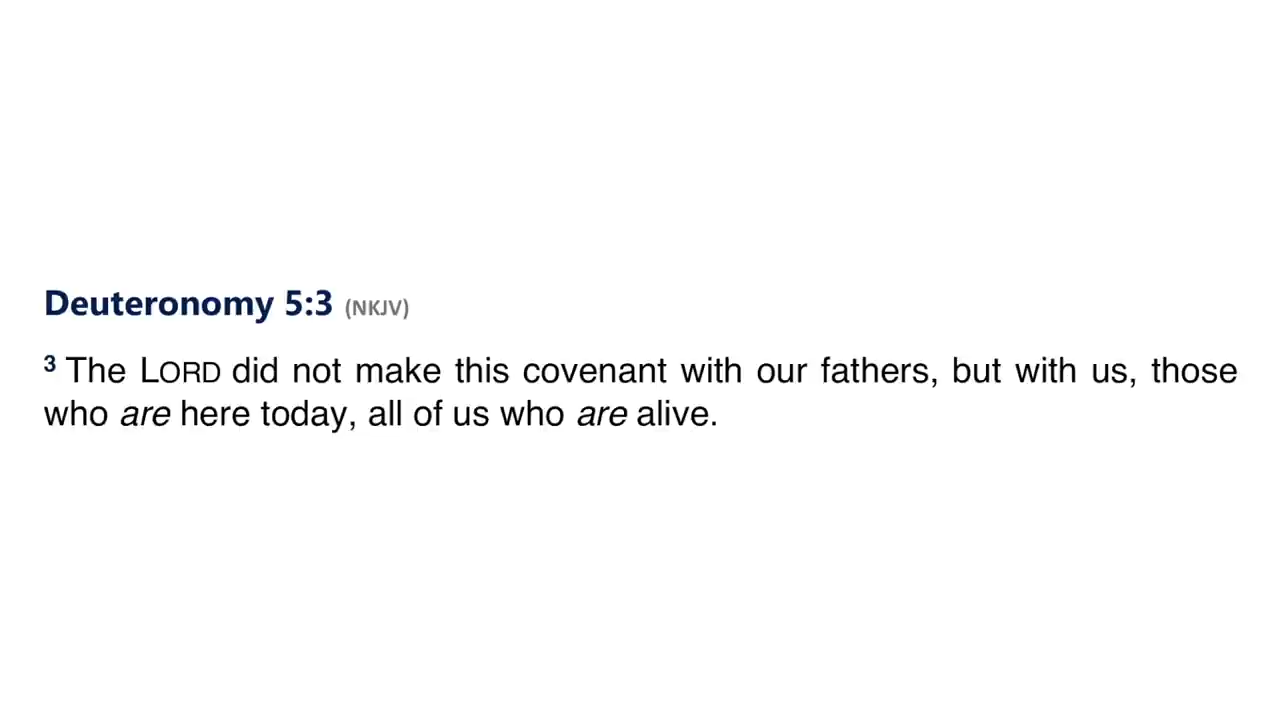 Deuteronomy 5:3 (NKJV)
3 The LORD did not make this covenant with our fathers, but with us, those
who are here today, all of us who are alive.